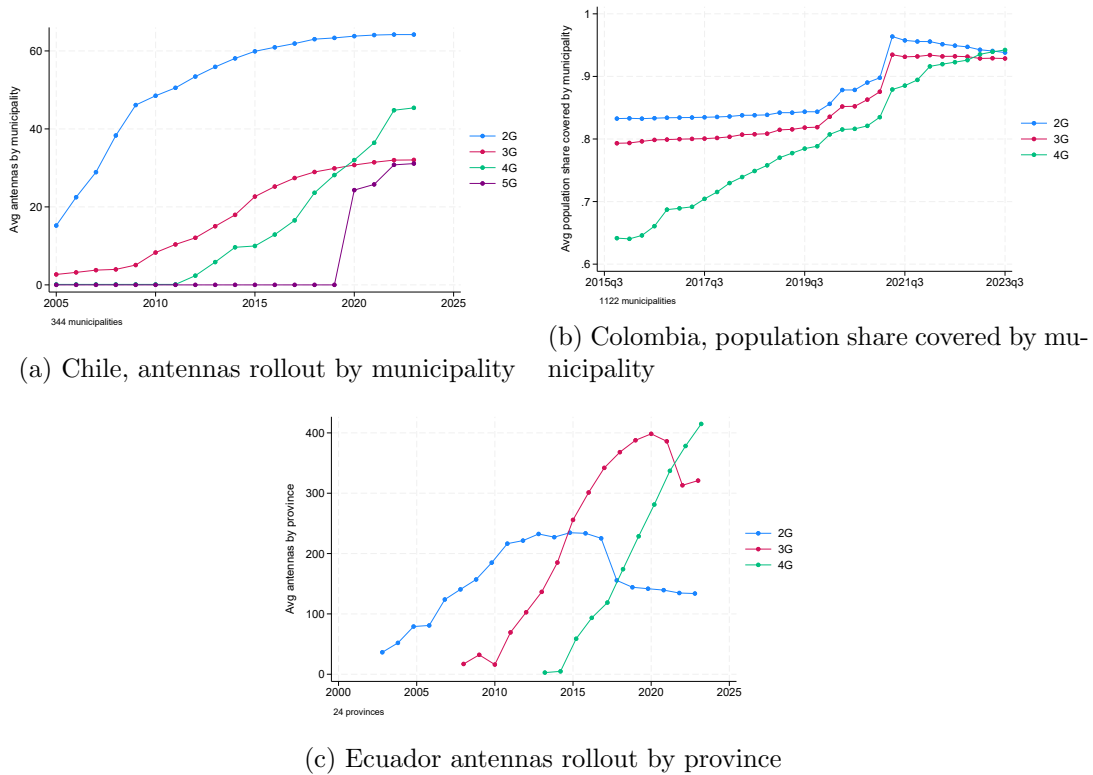 Avg antennas by municipality
60
40
20
0
2005
2010
2015
2020
2025
2G
3G
4G
5G
344 municipalities
(a) Chile, antennas rollout by municipality
Avg population share covered by municipality
1
.9
.8
.7
.6
2015q3
2017q3
2019q3
2021q3
2023q3
2G
3G
4G
1122 municipalities
(b) Colombia, population share covered by mu-
nicipality
Avg antennas by province
400
300
200
100
0
2000
2005
2010
2015
2020
2025
2G
3G
4G
24 provinces
(c) Ecuador antennas rollout by province